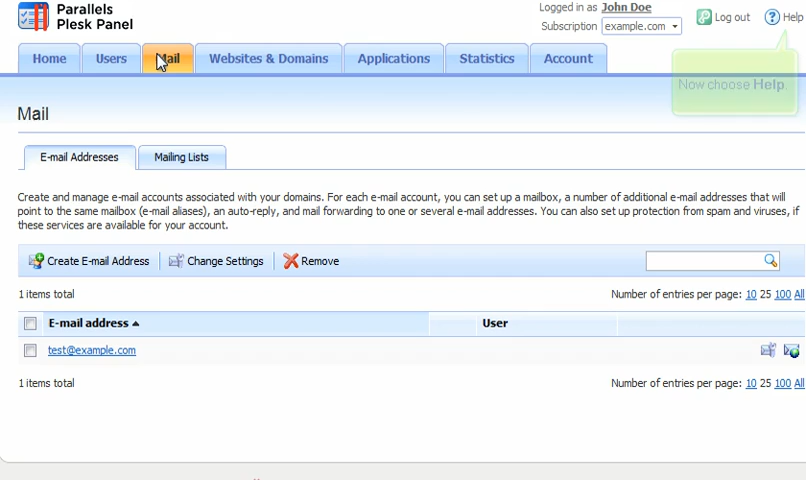 Parallels
Plesk Panel
Logged in as John Doe
Subscription example.com
Log out
Help
Home
Users
Mail
Websites & Domains
Applications
Statistics
Account
Now choose Help.
Mail
E-mail Addresses
Mailing Lists
Create and manage e-mail accounts associated with your domains. For each e-mail account, you can set up a mailbox, a number of additional e-mail addresses that will
point to the same mailbox (e-mail aliases), an auto-reply, and mail forwarding to one or several e-mail addresses. You can also set up protection from spam and viruses, if
these services are available for your account.
Create E-mail Address
Change Settings
Remove
1 items total
Number of entries per page: 10 25 100 All
E-mail address
User
test@example.com
1 items total
Number of entries per page: 10 25 100 All